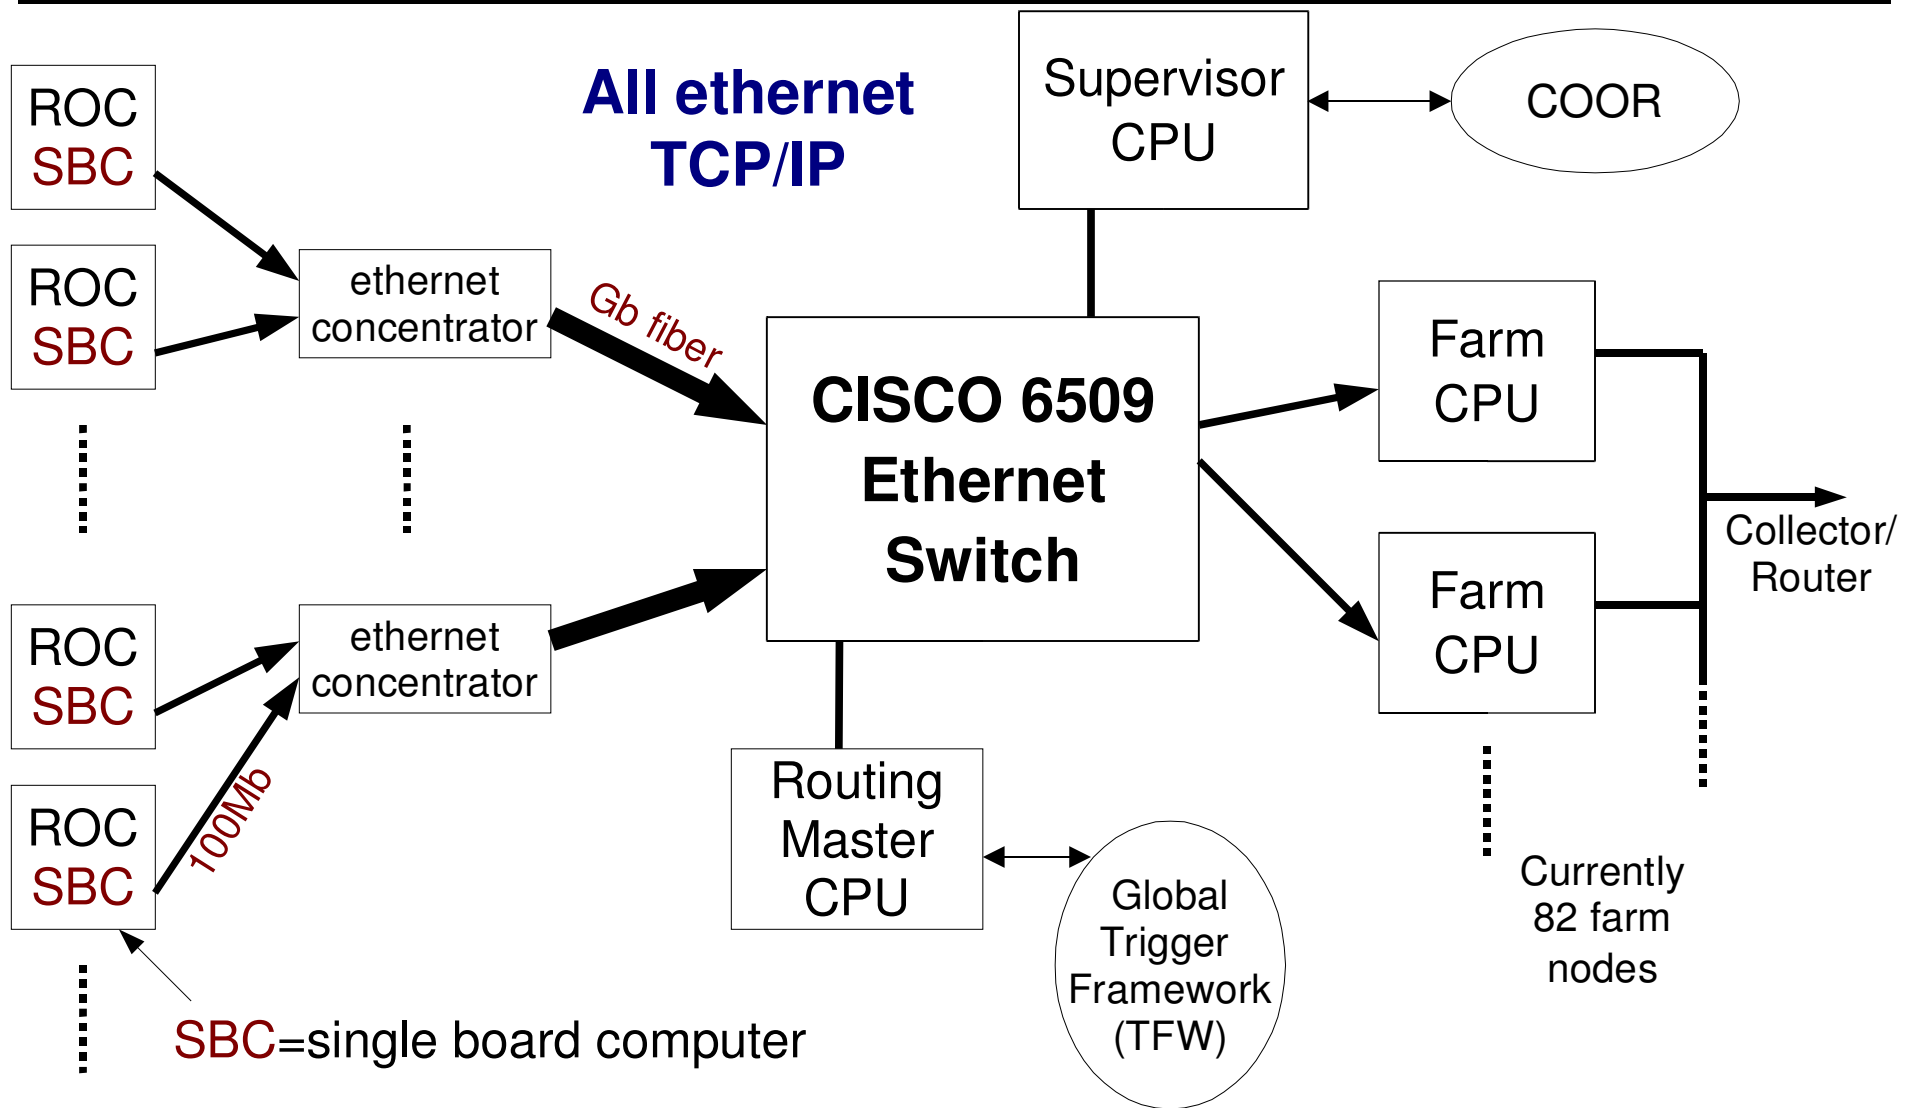 All ethernet
TCP/IP
ROC
SBC
ROC
SBC
ROC
SBC
ROC
SBC
ethernet
concentrator
ethernet
concentrator
Gb fiber
100Mb
SBC=single board computer
CISCO 6509
Ethernet
Switch
Supervisor
CPU
COOR
Routing
Master
CPU
Global
Trigger
Framework
(TFW)
Farm
CPU
Farm
CPU
Collector/
Router
Currently
82 farm
nodes